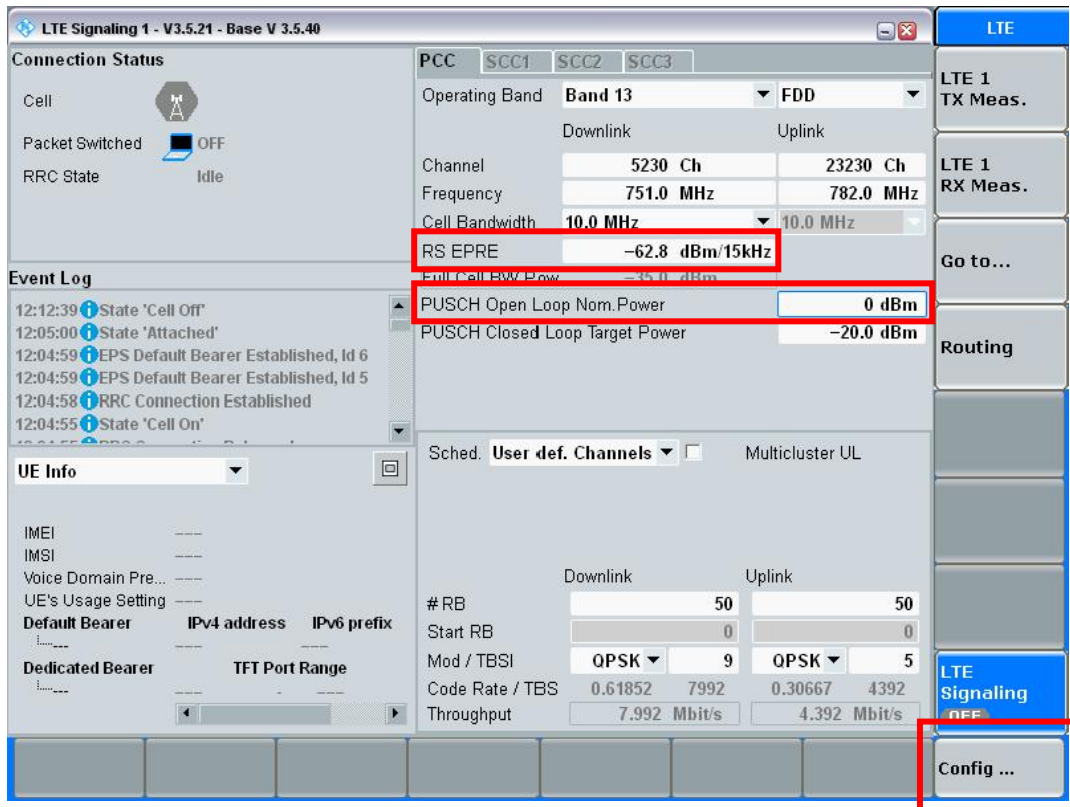 LTE Signaling 1 - V3.5.21 - Base V 3.5.40
LTE
Connection Status
Cell
Packet Switched OFF
RRC State Idle
PCC SCC1 SCC2 SCC3
Operating Band Band 13 FDD
Downlink Uplink
Channel 5230 Ch 23230 Ch
Frequency 751.0 MHz 782.0 MHz
Cell Bandwidth 10.0 MHz 10.0 MHz
RS EPRE −62.8 dBm/15kHz
Full Cell BW Pow −35.0 dBm
PUSCH Open Loop Nom.Power 0 dBm
PUSCH Closed Loop Target Power −20.0 dBm
Event Log
12:12:39 State 'Cell Off'
12:05:00 State 'Attached'
12:04:59 EPS Default Bearer Established, Id 6
12:04:59 EPS Default Bearer Established, Id 5
12:04:58 RRC Connection Established
12:04:55 State 'Cell On'
UE Info
IMEI ---
IMSI ---
Voice Domain Pre... ---
UE's Usage Setting ---
Default Bearer IPv4 address IPv6 prefix
--- --- ---
Dedicated Bearer TFT Port Range
--- --- - ---
Sched. User def. Channels Multicluster UL
Downlink Uplink
# RB 50 50
Start RB 0 0
Mod / TBSI QPSK 9 QPSK 5
Code Rate / TBS 0.61852 7992 0.30667 4392
Throughput 7.992 Mbit/s 4.392 Mbit/s
LTE 1
TX Meas.
LTE 1
RX Meas.
Go to...
Routing
LTE
Signaling
OFF
Config ...